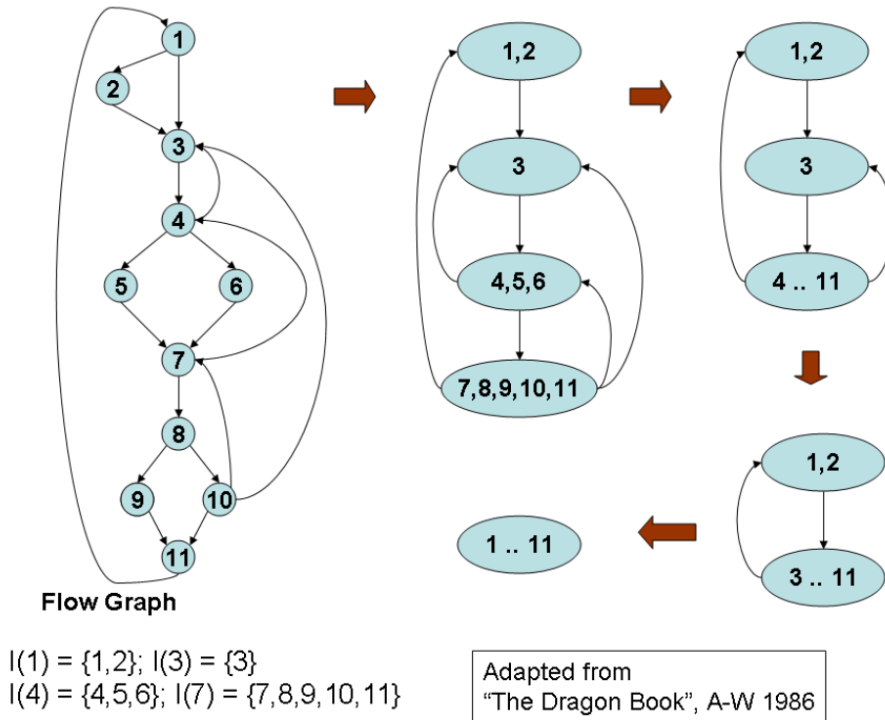 1
2
3
4
5
6
7
8
9
10
11
Flow Graph
1,2
3
4,5,6
7,8,9,10,11
1,2
3
4 .. 11
1,2
3 .. 11
1 .. 11
I(1) = {1,2}; I(3) = {3}
I(4) = {4,5,6}; I(7) = {7,8,9,10,11}
Adapted from
“The Dragon Book”, A-W 1986